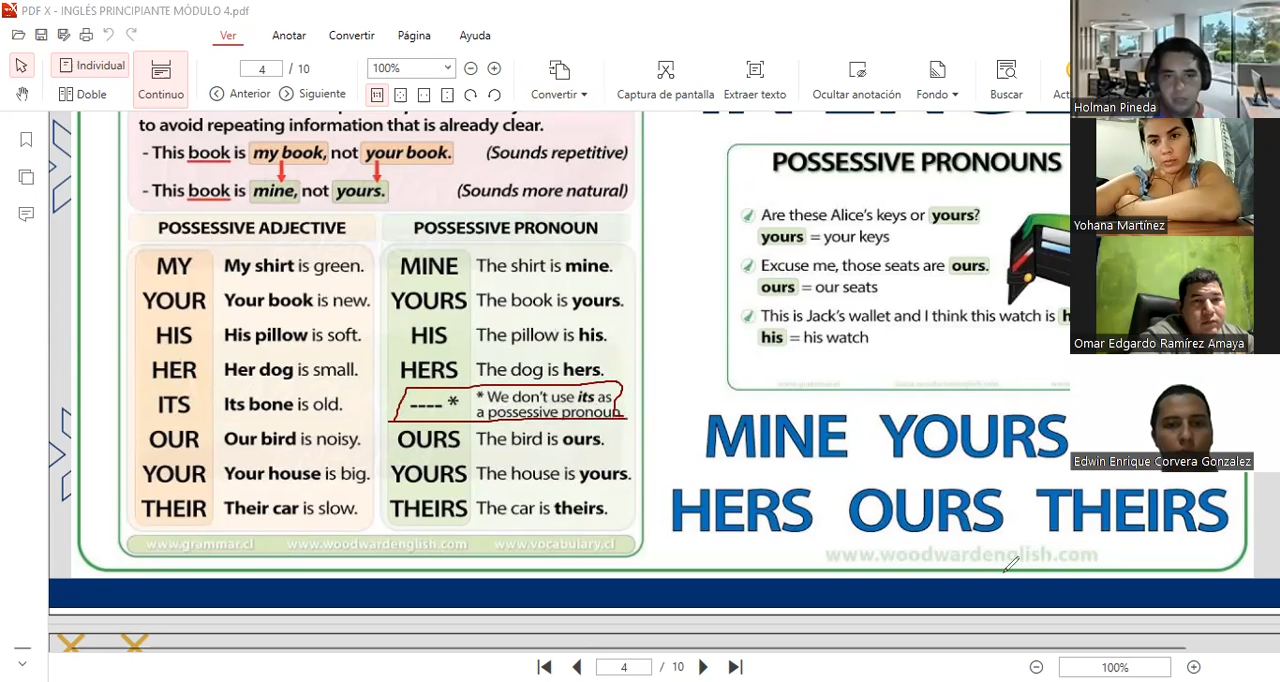 PDF X - INGLÉS PRINCIPIANTE MÓDULO 4.pdf
Ver Anotar Convertir Página Ayuda
Individual
Doble
Continuo
4 / 10
Anterior Siguiente
100%
Convertir
Captura de pantalla
Extraer texto
Ocultar anotación
Fondo
Buscar
to avoid repeating information that is already clear.
- This book is my book, not your book. (Sounds repetitive)
- This book is mine, not yours. (Sounds more natural)
POSSESSIVE ADJECTIVE POSSESSIVE PRONOUN
MY My shirt is green. MINE The shirt is mine.
YOUR Your book is new. YOURS The book is yours.
HIS His pillow is soft. HIS The pillow is his.
HER Her dog is small. HERS The dog is hers.
ITS Its bone is old. ---- * * We don't use its as
a possessive pronoun.
OUR Our bird is noisy. OURS The bird is ours.
YOUR Your house is big. YOURS The house is yours.
THEIR Their car is slow. THEIRS The car is theirs.
www.grammar.cl www.woodwardenglish.com www.vocabulary.cl
POSSESSIVE PRONOUNS
Are these Alice's keys or yours?
yours = your keys
Excuse me, those seats are ours.
ours = our seats
This is Jack's wallet and I think this watch is
his = his watch
MINE YOURS
HERS OURS THEIRS
www.woodwardenglish.com
Holman Pineda
Yohana Martínez
Omar Edgardo Ramírez Amaya
Edwin Enrique Corvera Gonzalez
4 / 10
100%